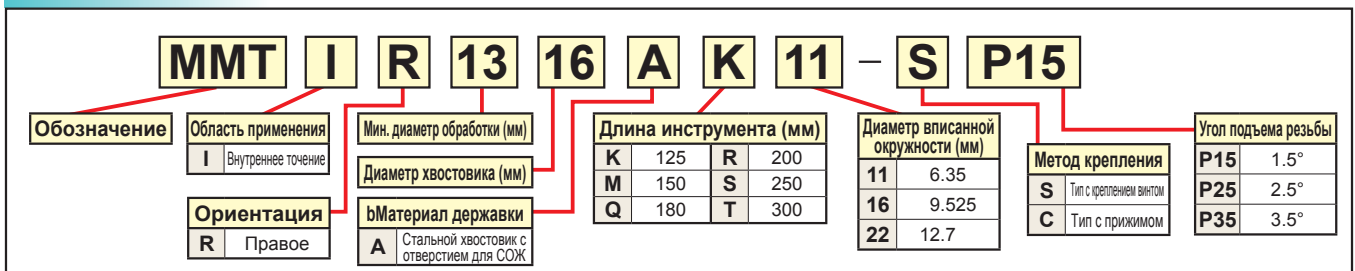 MMT I R 13 16 A K 11 – S P15
Обозначение
Область применения
I Внутреннее точение
Ориентация
R Правое
Мин. диаметр обработки (мм)
Диаметр хвостовика (мм)
bМатериал державки
A Стальной хвостовик с
отверстием для СОЖ
Длина инструмента (мм)
K 125 R 200
M 150 S 250
Q 180 T 300
Диаметр вписанной
окружности (мм)
11 6.35
16 9.525
22 12.7
Метод крепления
S Тип с креплением винтом
C Тип с прижимом
Угол подъема резьбы
P15 1.5°
P25 2.5°
P35 3.5°